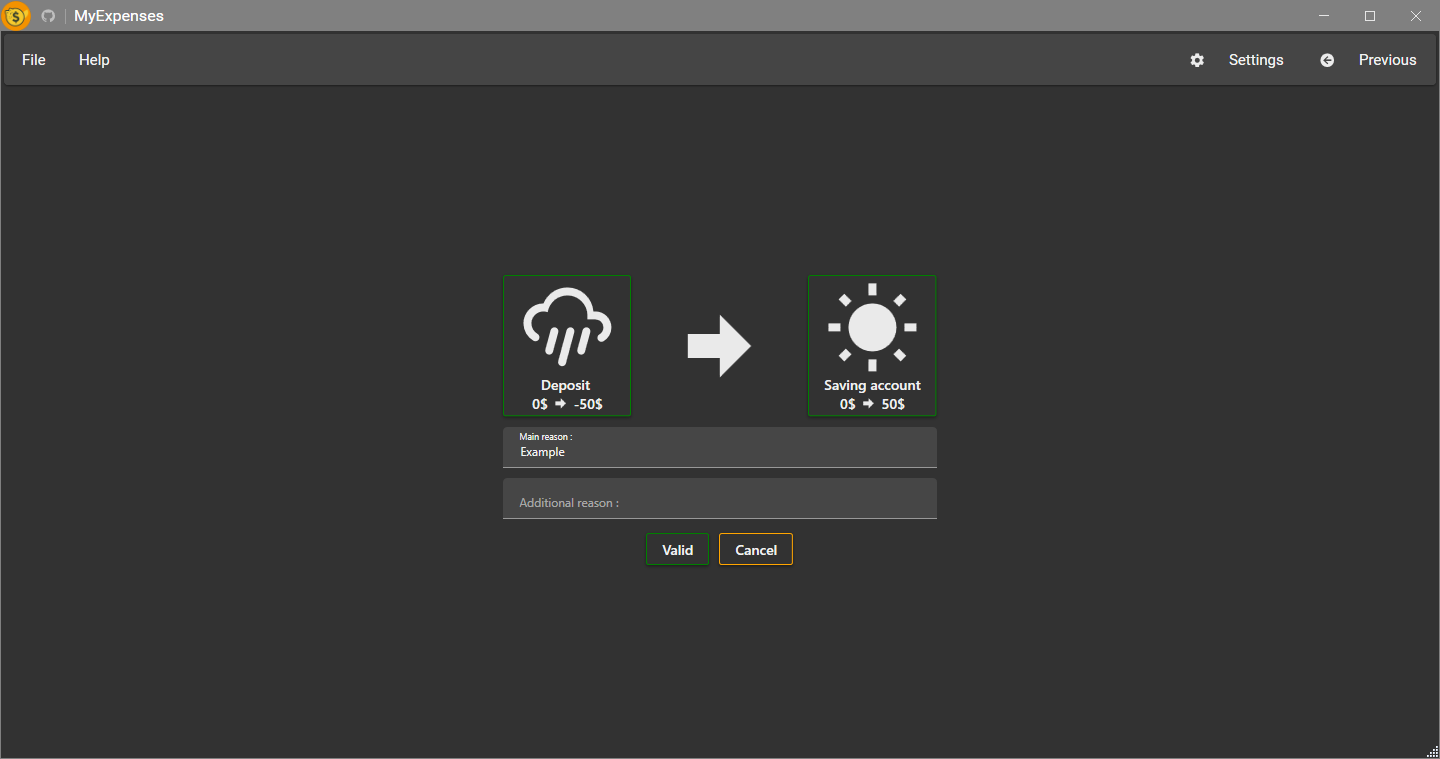 MyExpenses
File Help Settings Previous
Deposit Saving account
0$ -50$ 0$ 50$
Main reason :
Example
Additional reason :
Valid Cancel